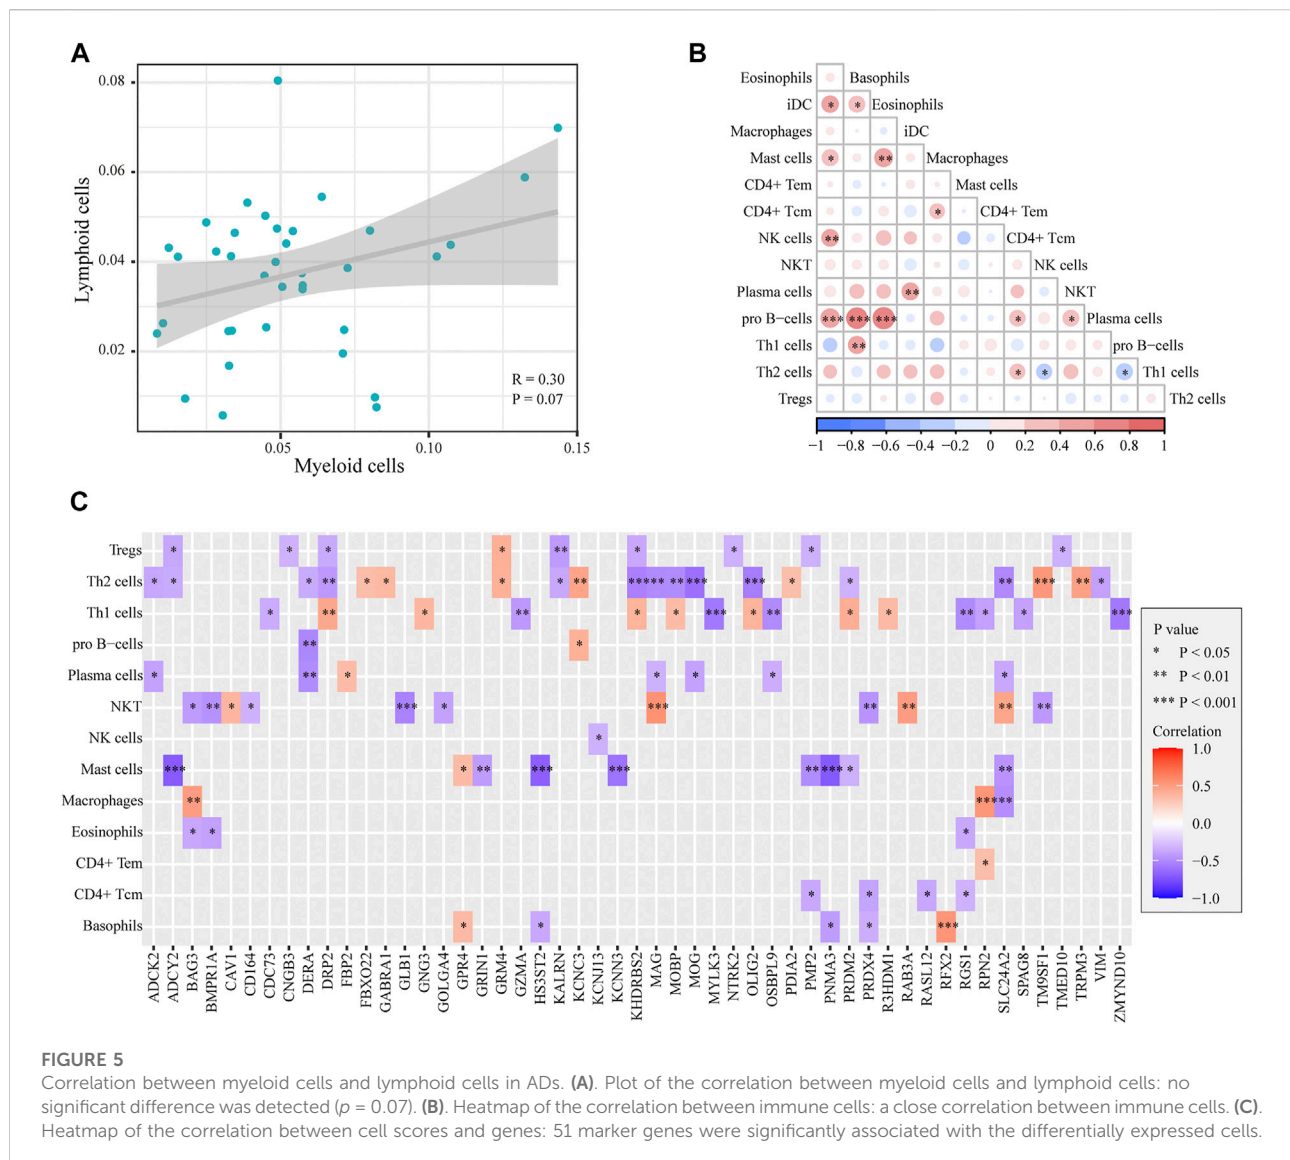 A
Lymphoid cells
0.08
0.06
0.04
0.02
R = 0.30
P = 0.07
0.05
0.10
0.15
Myeloid cells
B
Eosinophils
Basophils
iDC
*
*
Eosinophils
Macrophages
iDC
Mast cells
*
**
Macrophages
CD4+ Tem
Mast cells
CD4+ Tcm
*
CD4+ Tem
NK cells
**
CD4+ Tcm
NKT
NK cells
Plasma cells
**
NKT
pro B−cells
***
***
***
*
*
Plasma cells
Th1 cells
**
pro B−cells
Th2 cells
*
*
*
Th1 cells
Tregs
Th2 cells
−1 −0.8 −0.6 −0.4 −0.2 0 0.2 0.4 0.6 0.8 1
C
Tregs * * * * ** * * * *
Th2 cells * * * ** * * * * ** *** ** ** *** *** * * ** *** ** *
Th1 cells * ** * ** * * *** * ** * * ** * * ***
pro B−cells ** *
Plasma cells * ** * * * * *
NKT * ** * * *** * *** ** ** ** **
NK cells *
Mast cells *** * ** *** *** ** *** * **
Macrophages ** *** ***
Eosinophils * * *
CD4+ Tem *
CD4+ Tcm * * * *
Basophils * * * * ***
ADCK2
ADCY2
BAG3
BMPR1A
CAV1
CD164
CDC73
CNGB3
DERA
DRP2
FBP2
FBXO22
GABRA1
GLB1
GNG3
GOLGA4
GPR4
GRIN1
GRM4
GZMA
HS3ST2
KALRN
KCNC3
KCNJ13
KCNN3
KHDRBS2
MAG
MOBP
MOG
MYLK3
NTRK2
OLIG2
OSBPL9
PDIA2
PMP2
PNMA3
PRDM2
PRDX4
R3HDM1
RAB3A
RASL12
RFX2
RGS1
RPN2
SLC24A2
SPAG8
TM9SF1
TMED10
TRPM3
VIM
ZMYND10
P value
* P < 0.05
** P < 0.01
*** P < 0.001
Correlation
1.0
0.5
0.0
−0.5
−1.0
FIGURE 5
Correlation between myeloid cells and lymphoid cells in ADs. (A). Plot of the correlation between myeloid cells and lymphoid cells: no
significant difference was detected (p = 0.07). (B). Heatmap of the correlation between immune cells: a close correlation between immune cells. (C).
Heatmap of the correlation between cell scores and genes: 51 marker genes were significantly associated with the differentially expressed cells.